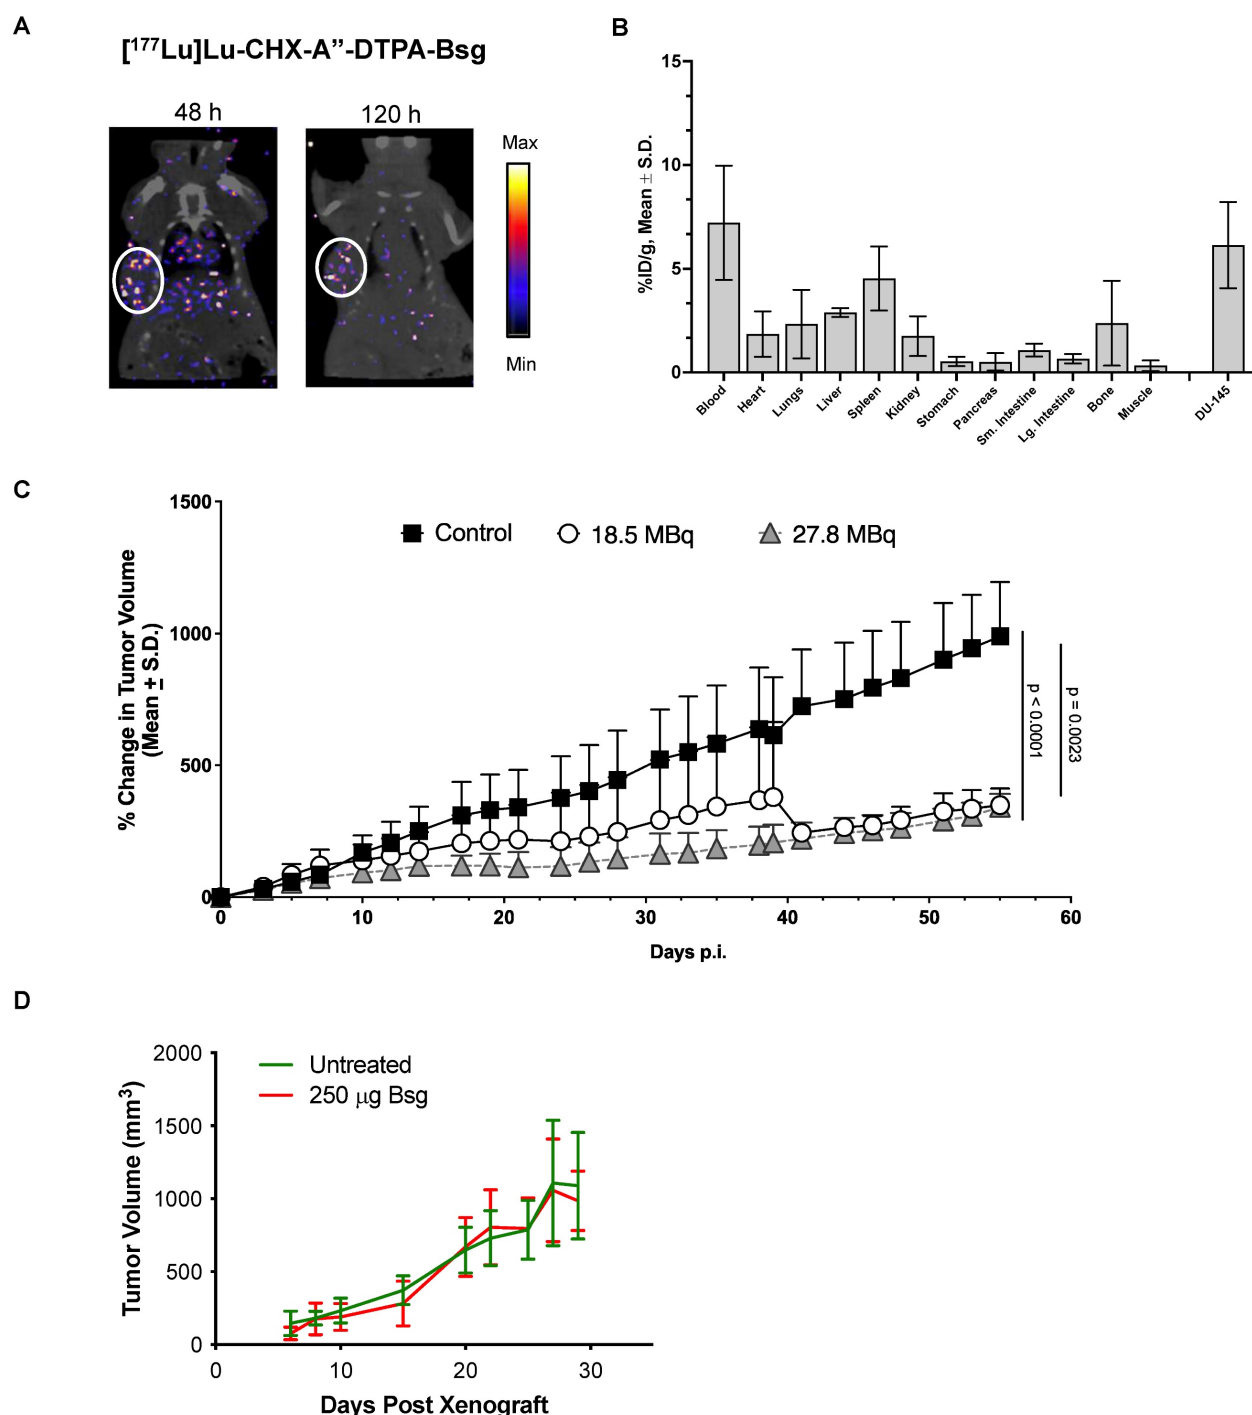 A
[¹⁷⁷Lu]Lu-CHX-A”-DTPA-Bsg
48 h
120 h
Max
Min
B
%ID/g, Mean ± S.D.
15
10
5
0
Blood
Heart
Lungs
Liver
Spleen
Kidney
Stomach
Pancreas
Sm. Intestine
Lg. Intestine
Bone
Muscle
DU-145
C
% Change in Tumor Volume
(Mean ± S.D.)
1500
1000
500
0
Control
18.5 MBq
27.8 MBq
p < 0.0001
p = 0.0023
0 10 20 30 40 50 60
Days p.i.
D
Tumor Volume (mm³)
2000
1500
1000
500
0
Untreated
250 µg Bsg
0 10 20 30
Days Post Xenograft